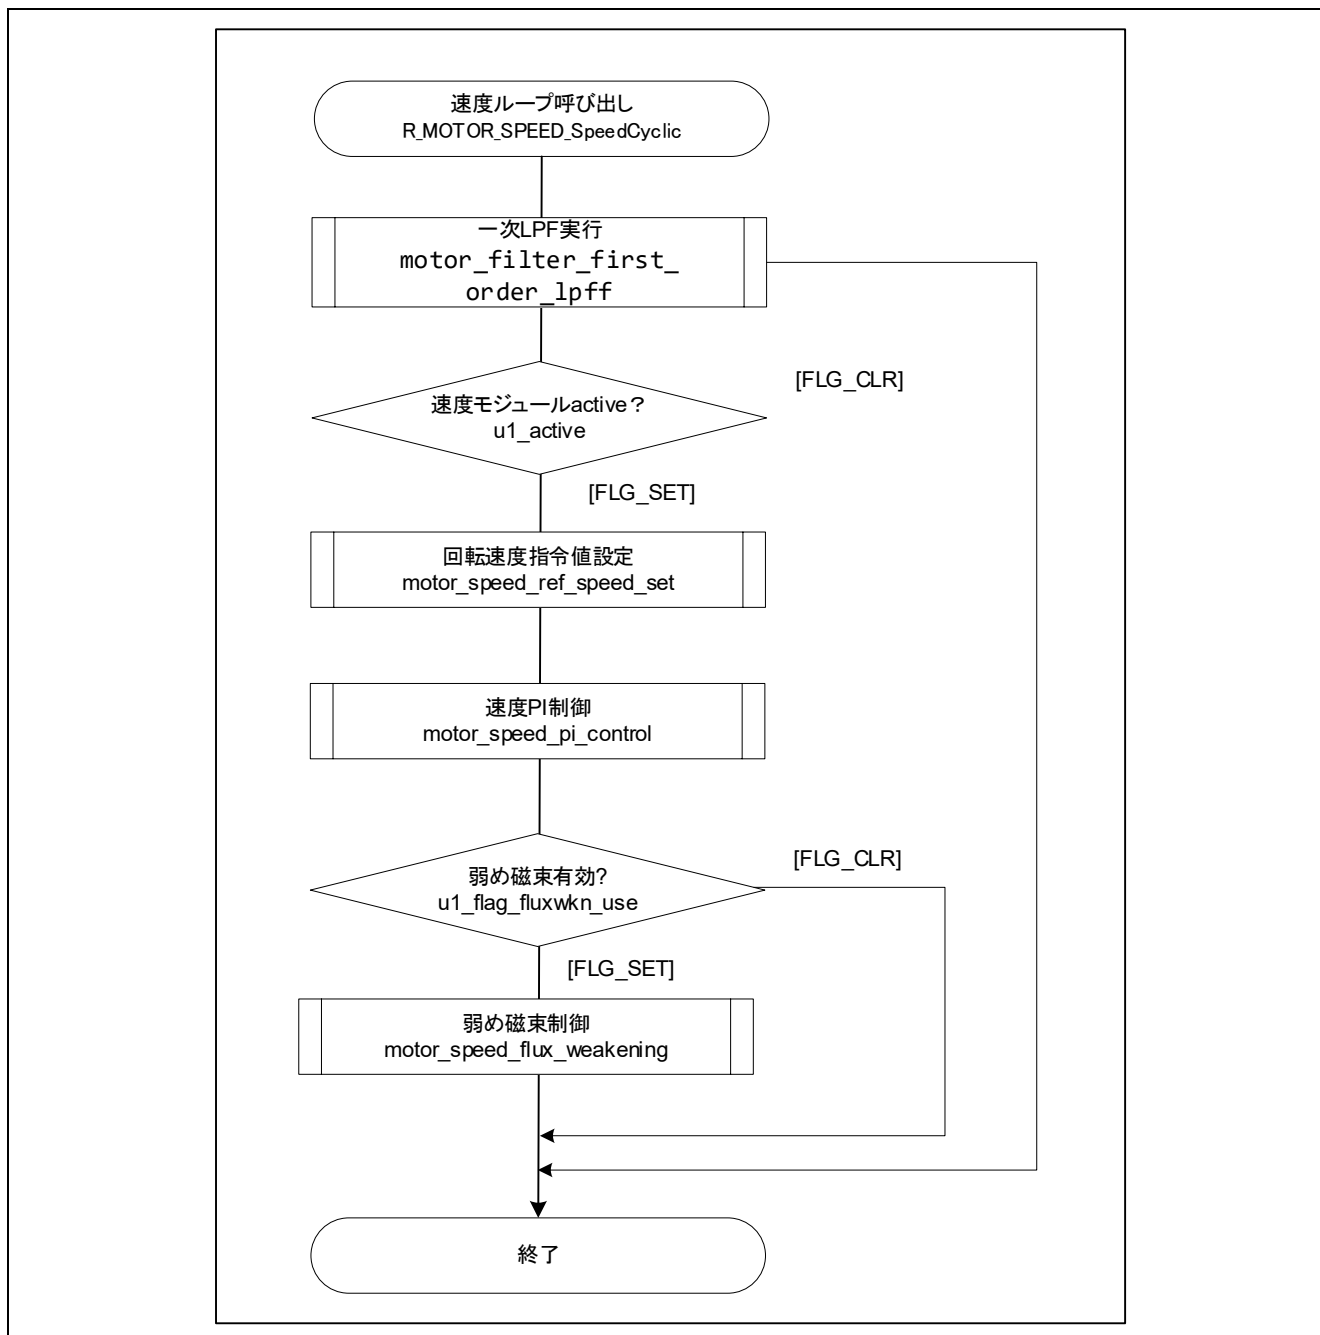 速度ループ呼び出し
R_MOTOR_SPEED_SpeedCyclic
一次LPF実行
motor_filter_first_
order_lpff
[FLG_CLR]
速度モジュールactive？
u1_active
[FLG_SET]
回転速度指令値設定
motor_speed_ref_speed_set
速度PI制御
motor_speed_pi_control
[FLG_CLR]
弱め磁束有効?
u1_flag_fluxwkn_use
[FLG_SET]
弱め磁束制御
motor_speed_flux_weakening
終了